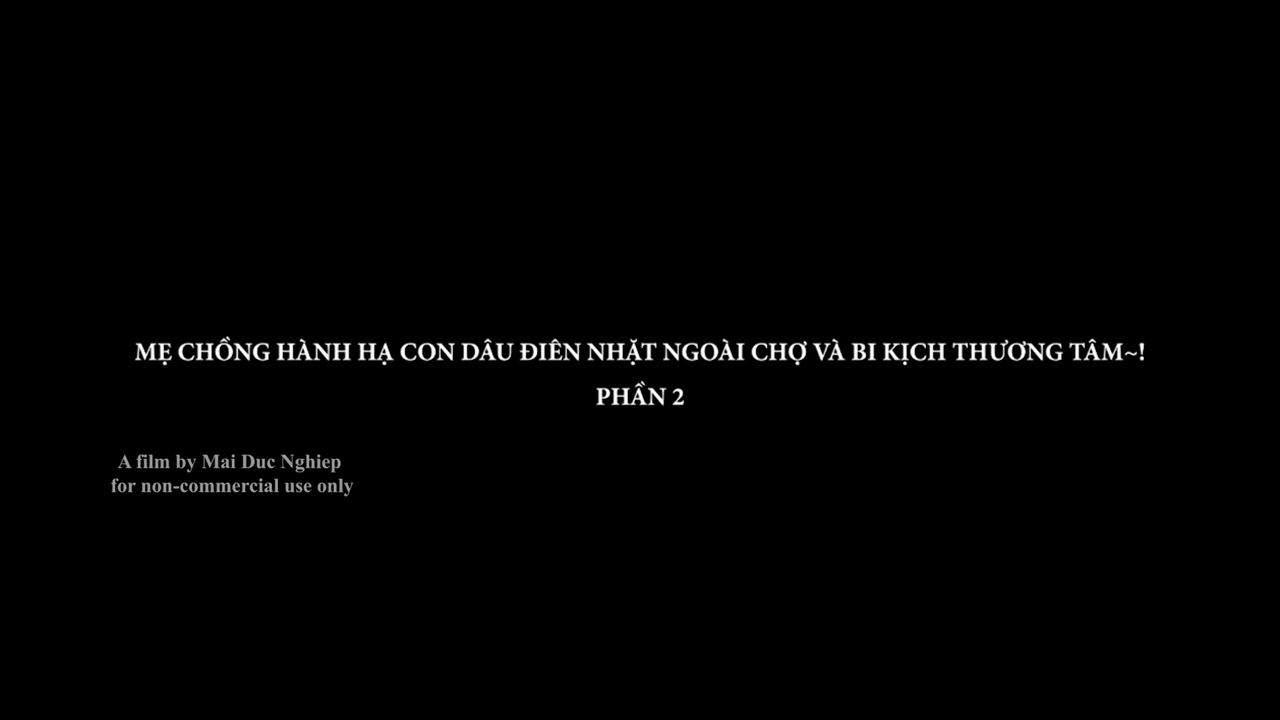 MẸ CHỒNG HÀNH HẠ CON DÂU ĐIÊN NHẶT NGOÀI CHỢ VÀ BI KỊCH THƯƠNG TÂM~!
PHẦN 2
A film by Mai Duc Nghiep
for non-commercial use only